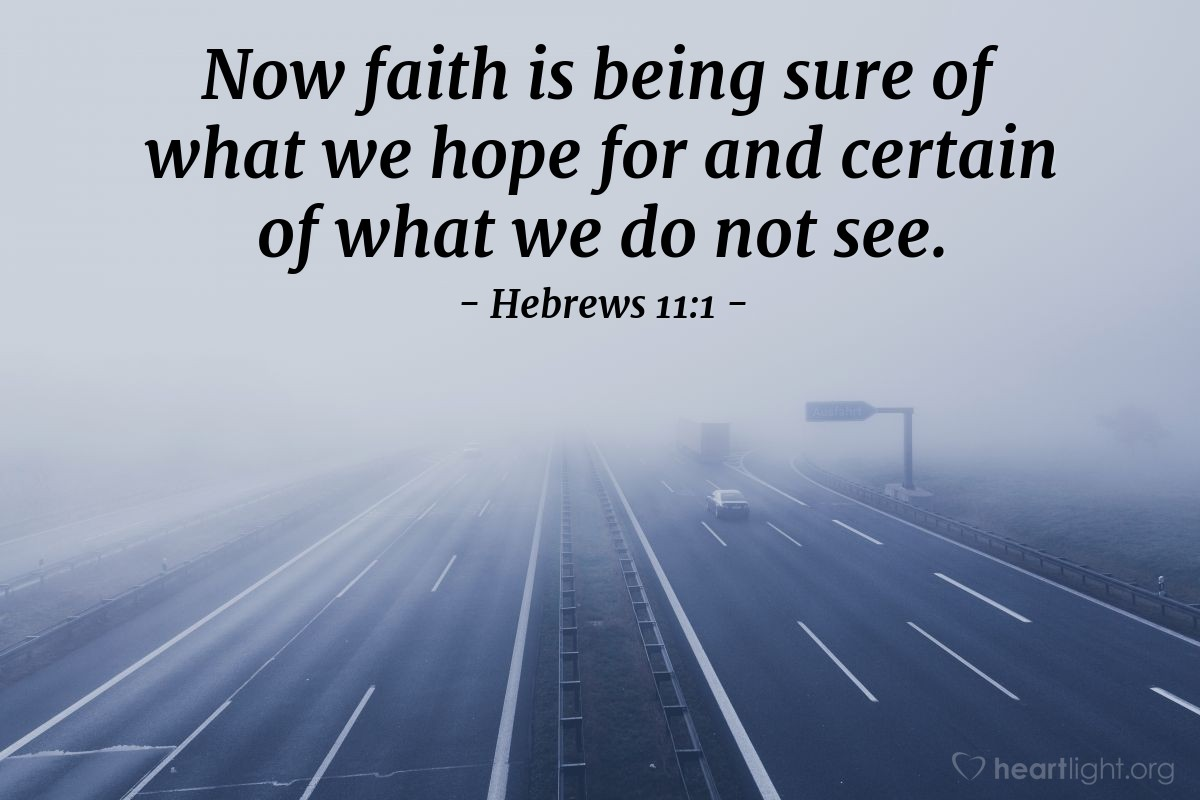 Now faith is being sure of
what we hope for and certain
of what we do not see.
– Hebrews 11:1 –
Ausfahrt
heartlight.org